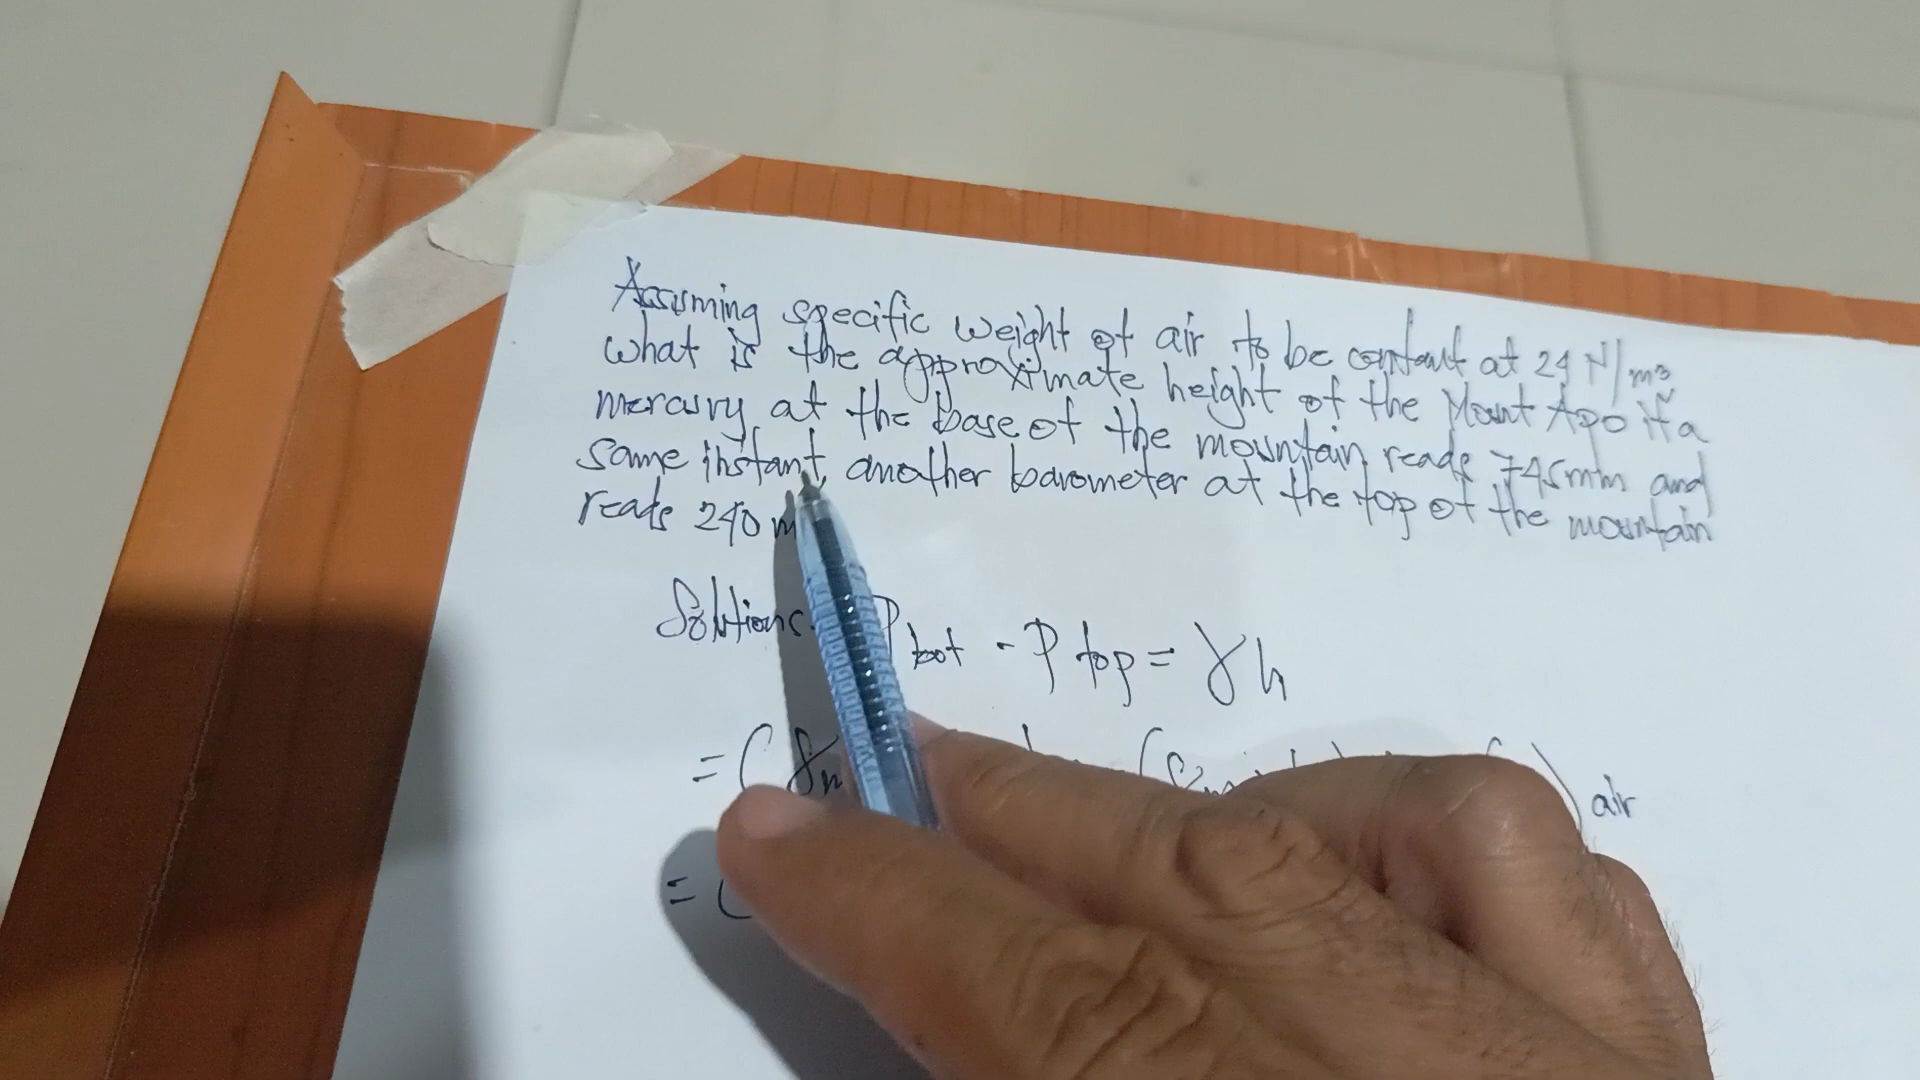 Assuming specific weight of air to be contant at 24 N/m³
what is the approximate height of the Mount Apo if a
mercury at the base of the mountain reads 745mm and
same instant, another barometer at the top of the mountain
reads 240 m
Solutions: P bot - P top = γh
= ( air
= (